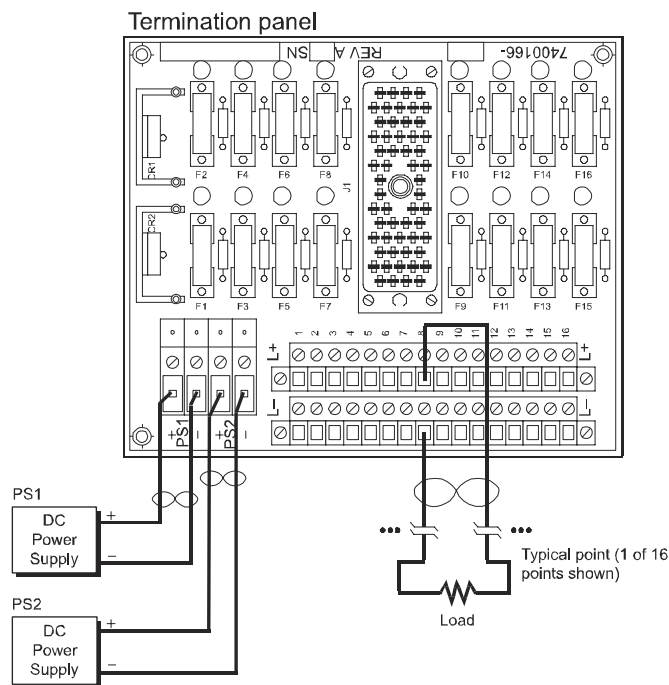 Termination panel
7400166-
REV A
SN
CR1
F2 F4 F6 F8
J1
F10 F12 F14 F16
CR2
F1 F3 F5 F7
F9 F11 F13 F15
1 2 3 4 5 6 7 8 9 10 11 12 13 14 15 16
L+ L+
L- L-
+ - + -
PS1 PS2
PS1
DC
Power
Supply
+
-
PS2
DC
Power
Supply
+
-
••• •••
Typical point (1 of 16
points shown)
Load